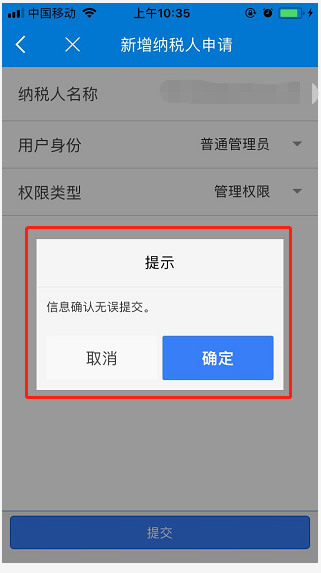 中国移动 上午10:35
新增纳税人申请
纳税人名称
用户身份 普通管理员
权限类型 管理权限
提示
信息确认无误提交。
取消 确定
提交